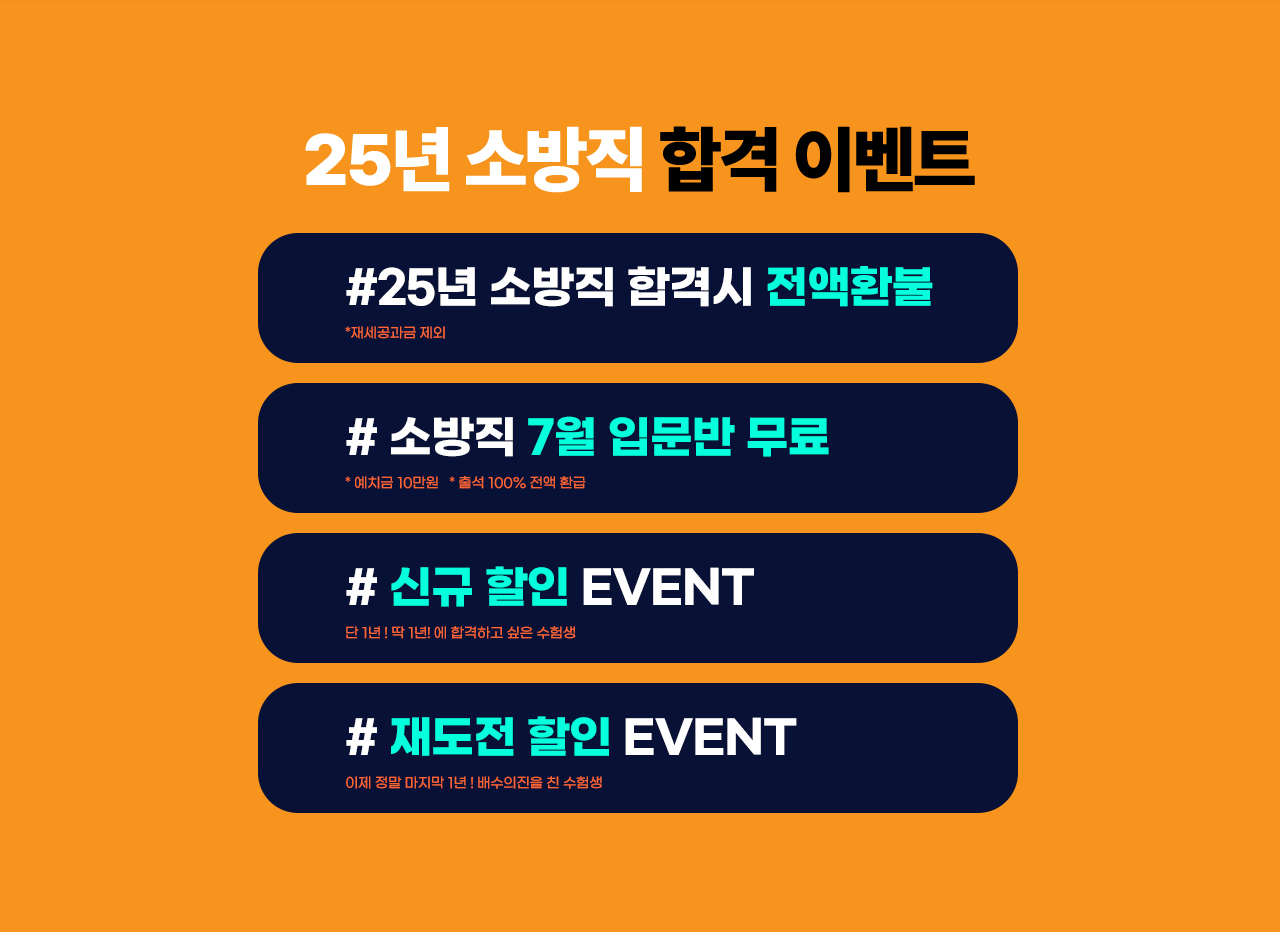 25년 소방직 합격 이벤트
#25년 소방직 합격시 전액환불
*재세공과금 제외
# 소방직 7월 입문반 무료
* 예치금 10만원 * 출석 100% 전액 환급
# 신규 할인 EVENT
단 1년 ! 딱 1년! 에 합격하고 싶은 수험생
# 재도전 할인 EVENT
이제 정말 마지막 1년 ! 배수의진을 친 수험생